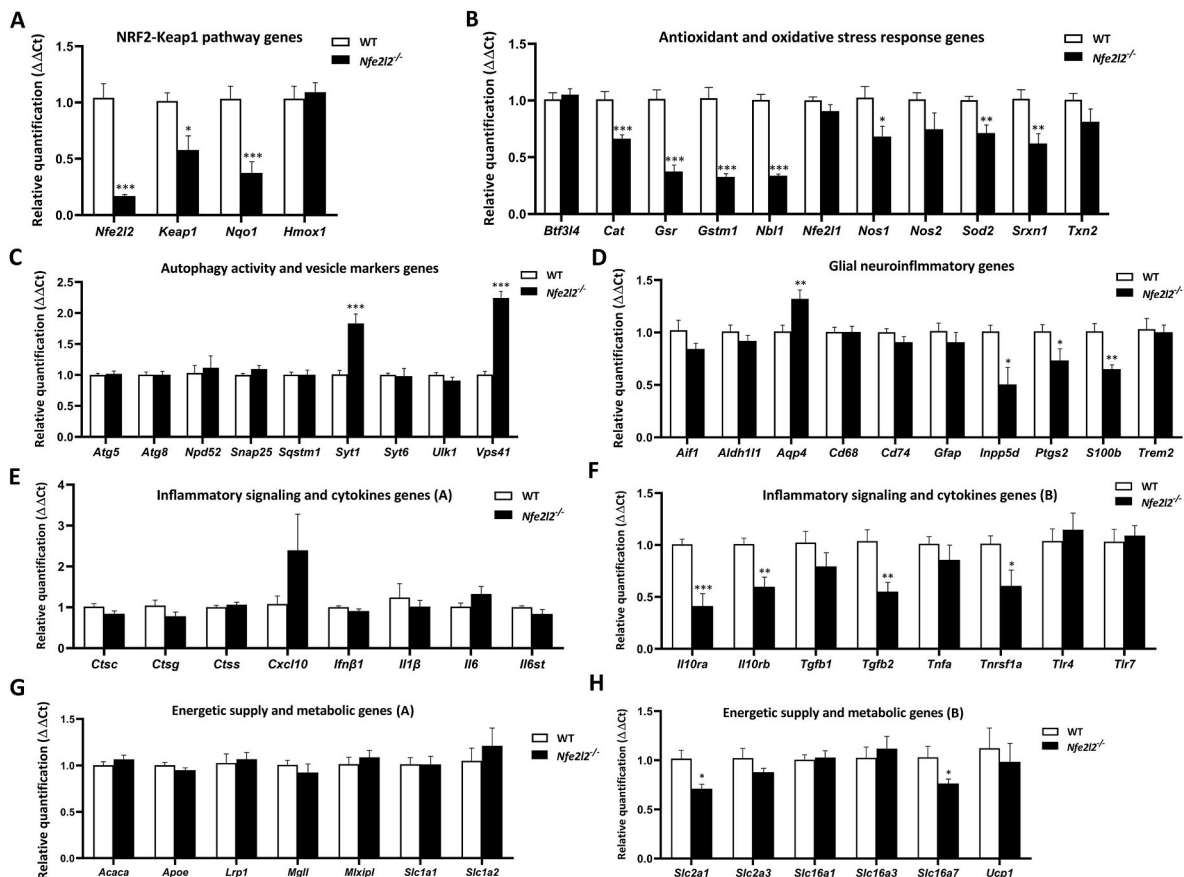 A
NRF2-Keap1 pathway genes
WT
Nfe2l2-/-
Relative quantification (ΔΔCt)
1.5
1.0
0.5
0.0
*** * ***
Nfe2l2 Keap1 Nqo1 Hmox1
B
Antioxidant and oxidative stress response genes
WT
Nfe2l2-/-
Relative quantification (ΔΔCt)
1.5
1.0
0.5
0.0
*** *** *** *** * ** **
Btf3l4 Cat Gsr Gstm1 Nbl1 Nfe2l1 Nos1 Nos2 Sod2 Srxn1 Txn2
C
Autophagy activity and vesicle markers genes
WT
Nfe2l2-/-
Relative quantification (ΔΔCt)
2.5
2.0
1.5
1.0
0.5
0.0
*** ***
Atg5 Atg8 Npd52 Snap25 Sqstm1 Syt1 Syt6 Ulk1 Vps41
D
Glial neuroinflmmatory genes
WT
Nfe2l2-/-
Relative quantification (ΔΔCt)
1.5
1.0
0.5
0.0
** * * **
Aif1 Aldh1l1 Aqp4 Cd68 Cd74 Gfap Inpp5d Ptgs2 S100b Trem2
E
Inflammatory signaling and cytokines genes (A)
WT
Nfe2l2-/-
Relative quantification (ΔΔCt)
4
3
2
1
0
Ctsc Ctsg Ctss Cxcl10 Ifnβ1 Il1β Il6 Il6st
F
Inflammatory signaling and cytokines genes (B)
WT
Nfe2l2-/-
Relative quantification (ΔΔCt)
1.5
1.0
0.5
0.0
*** ** ** *
Il10ra Il10rb Tgfb1 Tgfb2 Tnfa Tnrsf1a Tlr4 Tlr7
G
Energetic supply and metabolic genes (A)
WT
Nfe2l2-/-
Relative quantification (ΔΔCt)
1.5
1.0
0.5
0.0
Acaca Apoe Lrp1 Mgll Mlxipl Slc1a1 Slc1a2
H
Energetic supply and metabolic genes (B)
WT
Nfe2l2-/-
Relative quantification (ΔΔCt)
1.5
1.0
0.5
0.0
* *
Slc2a1 Slc2a3 Slc16a1 Slc16a3 Slc16a7 Ucp1